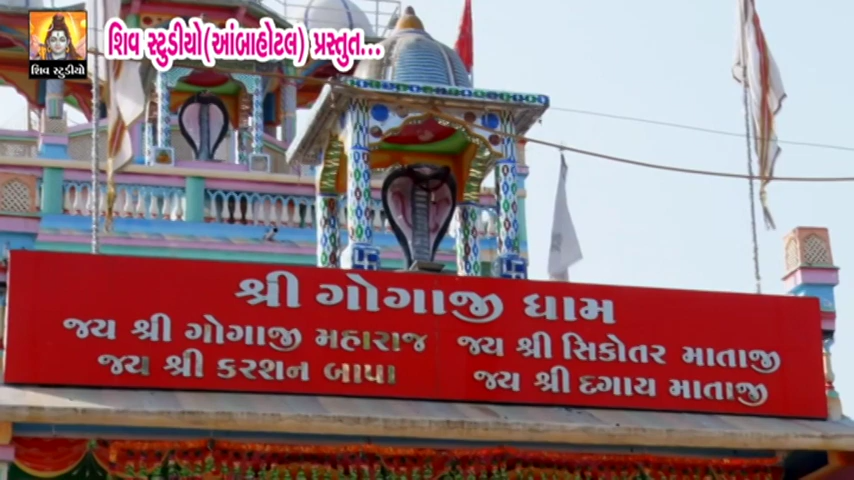 શિવ સ્ટુડીયો(આંબાહોટલ) પ્રસ્તુત...
શિવ સ્ટુડીયો
શ્રી ગોગાજી ધામ
જય શ્રી ગોગાજી મહારાજ જય શ્રી સિકોતર માતાજી
જય શ્રી કરશન બાપા જય શ્રી દગાય માતાજી